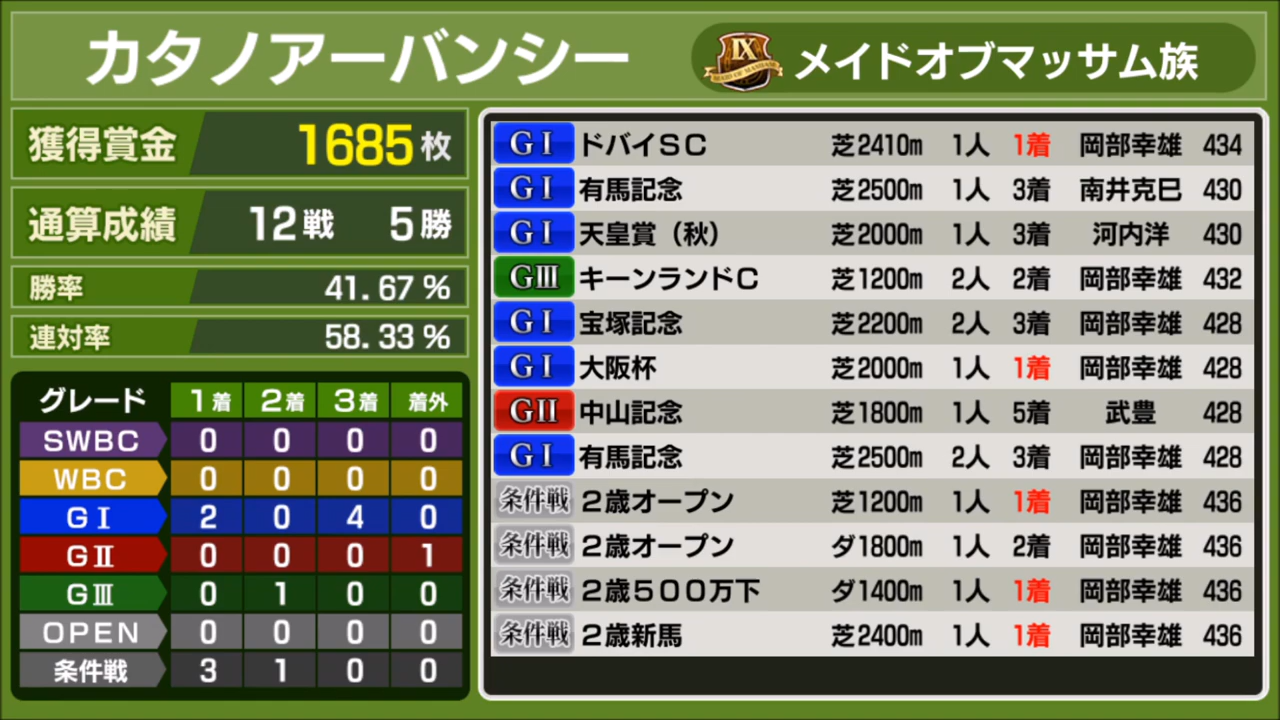 カタノアーバンシー
IX
メイドオブマッサム族
獲得賞金 1685枚
通算成績 12戦 5勝
勝率 41.67%
連対率 58.33%
グレード 1着 2着 3着 着外
SWBC 0 0 0 0
WBC 0 0 0 0
GⅠ 2 0 4 0
GⅡ 0 0 0 1
GⅢ 0 1 0 0
OPEN 0 0 0 0
条件戦 3 1 0 0
GⅠ ドバイSC 芝2410m 1人 1着 岡部幸雄 434
GⅠ 有馬記念 芝2500m 1人 3着 南井克巳 430
GⅠ 天皇賞（秋） 芝2000m 1人 3着 河内洋 430
GⅢ キーンランドC 芝1200m 2人 2着 岡部幸雄 432
GⅠ 宝塚記念 芝2200m 2人 3着 岡部幸雄 428
GⅠ 大阪杯 芝2000m 1人 1着 岡部幸雄 428
GⅡ 中山記念 芝1800m 1人 5着 武豊 428
GⅠ 有馬記念 芝2500m 2人 3着 岡部幸雄 428
条件戦 2歳オープン 芝1200m 1人 1着 岡部幸雄 436
条件戦 2歳オープン ダ1800m 1人 2着 岡部幸雄 436
条件戦 2歳500万下 ダ1400m 1人 1着 岡部幸雄 436
条件戦 2歳新馬 芝2400m 1人 1着 岡部幸雄 436